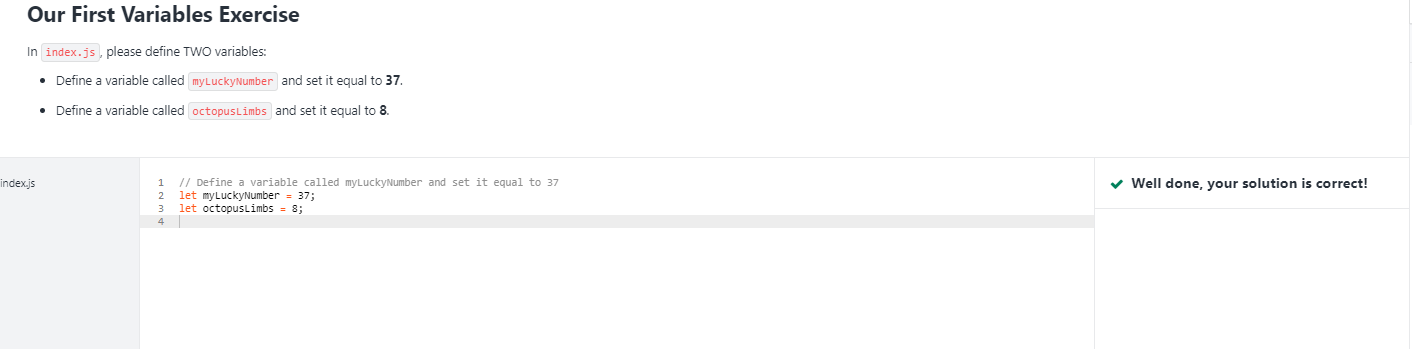 Our First Variables Exercise
In index.js, please define TWO variables:
• Define a variable called myLuckyNumber and set it equal to 37.
• Define a variable called octopusLimbs and set it equal to 8.
index.js
1 // Define a variable called myLuckyNumber and set it equal to 37
2 let myLuckyNumber = 37;
3 let octopusLimbs = 8;
4
Well done, your solution is correct!